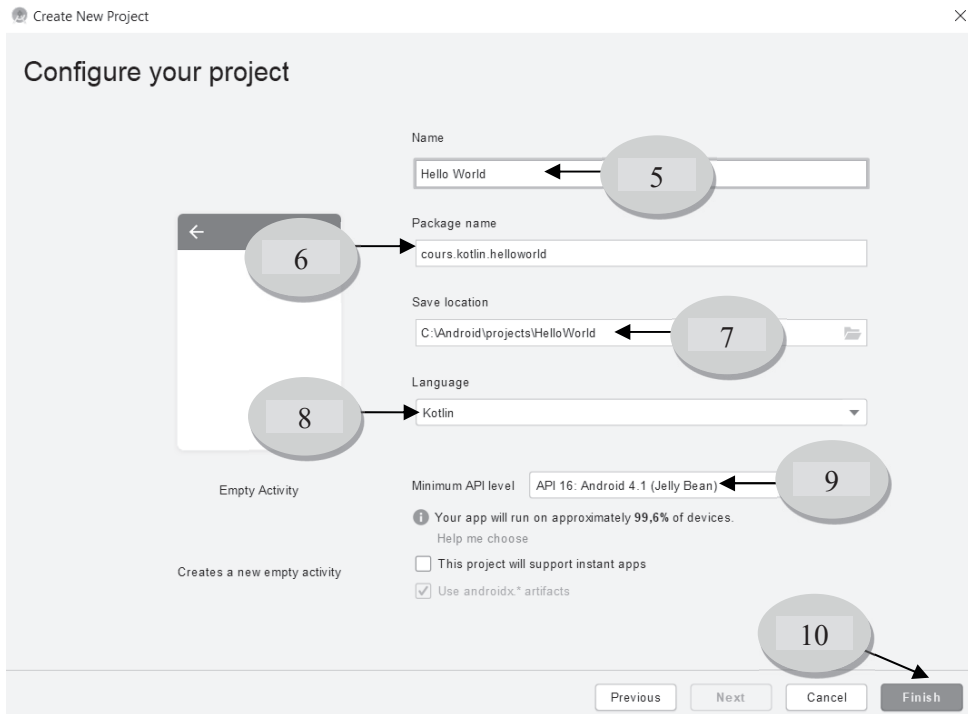 Create New Project
Configure your project
Name
Hello World
5
Package name
6
cours.kotlin.helloworld
Save location
C:\Android\projects\HelloWorld
7
Language
8
Kotlin
Empty Activity
Minimum API level
API 16: Android 4.1 (Jelly Bean)
9
Your app will run on approximately 99,6% of devices.
Help me choose
This project will support instant apps
Creates a new empty activity
Use androidx.* artifacts
10
Previous
Next
Cancel
Finish